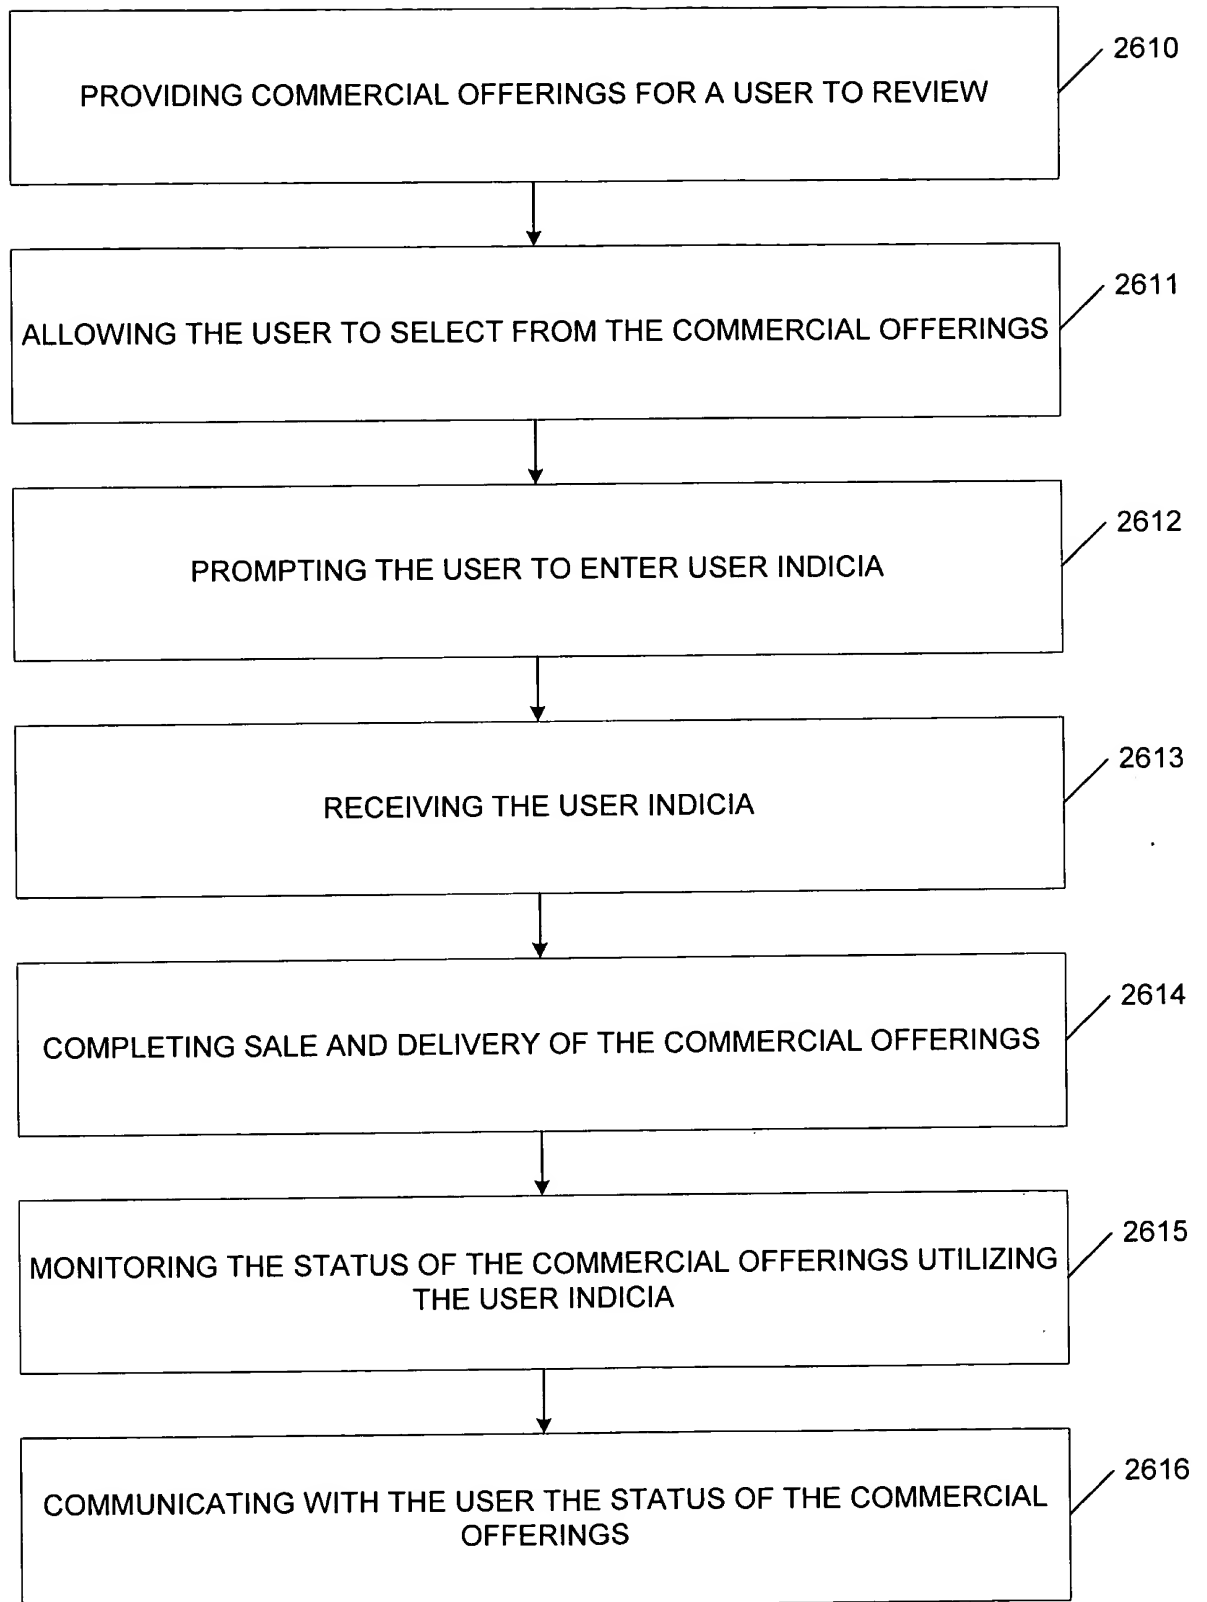 2610
PROVIDING COMMERCIAL OFFERINGS FOR A USER TO REVIEW
2611
ALLOWING THE USER TO SELECT FROM THE COMMERCIAL OFFERINGS
2612
PROMPTING THE USER TO ENTER USER INDICIA
2613
RECEIVING THE USER INDICIA
2614
COMPLETING SALE AND DELIVERY OF THE COMMERCIAL OFFERINGS
2615
MONITORING THE STATUS OF THE COMMERCIAL OFFERINGS UTILIZING
THE USER INDICIA
2616
COMMUNICATING WITH THE USER THE STATUS OF THE COMMERCIAL
OFFERINGS